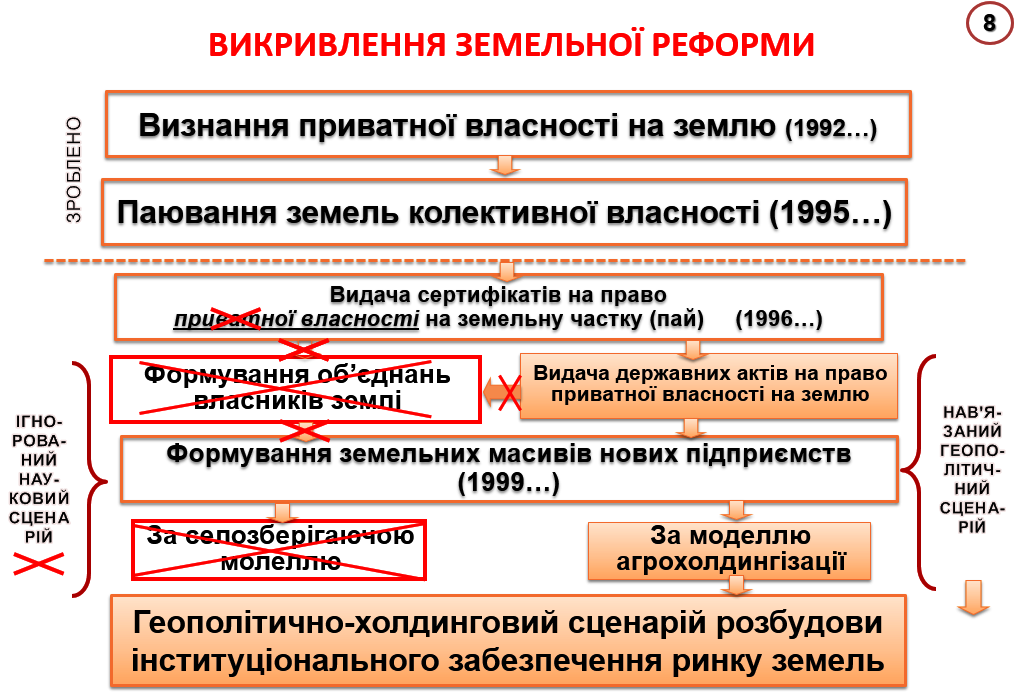 8
ВИКРИВЛЕННЯ ЗЕМЕЛЬНОЇ РЕФОРМИ
ЗРОБЛЕНО
Визнання приватної власності на землю (1992…)
Паювання земель колективної власності (1995…)
Видача сертифікатів на право
приватної власності на земельну частку (пай) (1996…)
Формування об’єднань
власників землі
Видача державних актів на право
приватної власності на землю
ІГНО-
РОВА-
НИЙ
НАУ-
КОВИЙ
СЦЕНА
РІЙ
НАВ'Я-
ЗАНИЙ
ГЕОПО-
ЛІТИЧ-
НИЙ
СЦЕНА-
РІЙ
Формування земельних масивів нових підприємств
(1999…)
За селозберігаючою
моделлю
За моделлю
агрохолдингізації
Геополітично-холдинговий сценарій розбудови
інституціонального забезпечення ринку земель